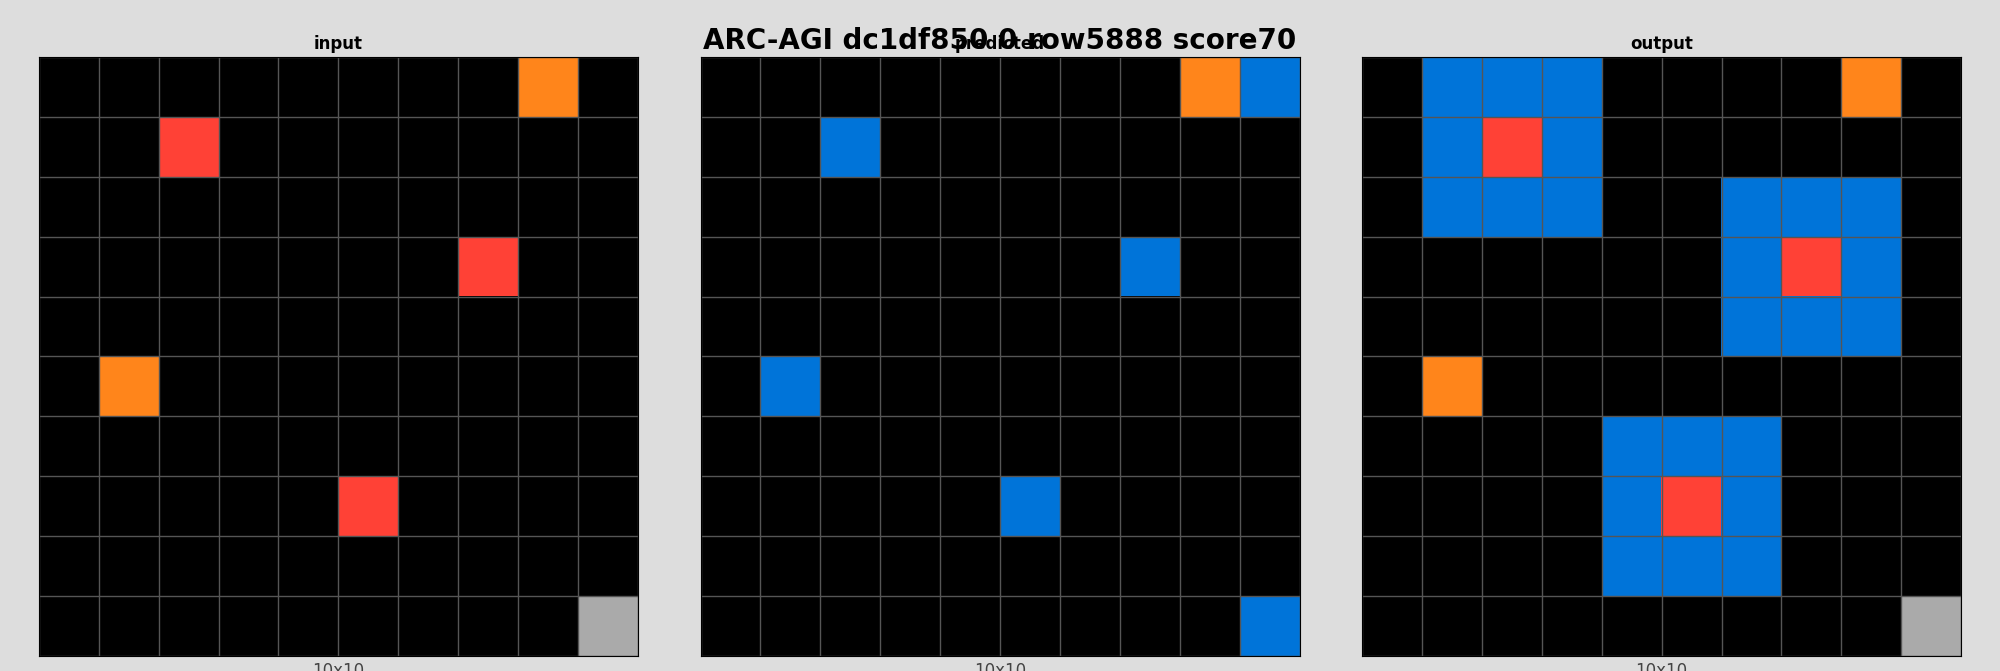 ARC-AGI dc1df850 0 row5888 score70
input
predicted
output
10x10
10x10
10x10